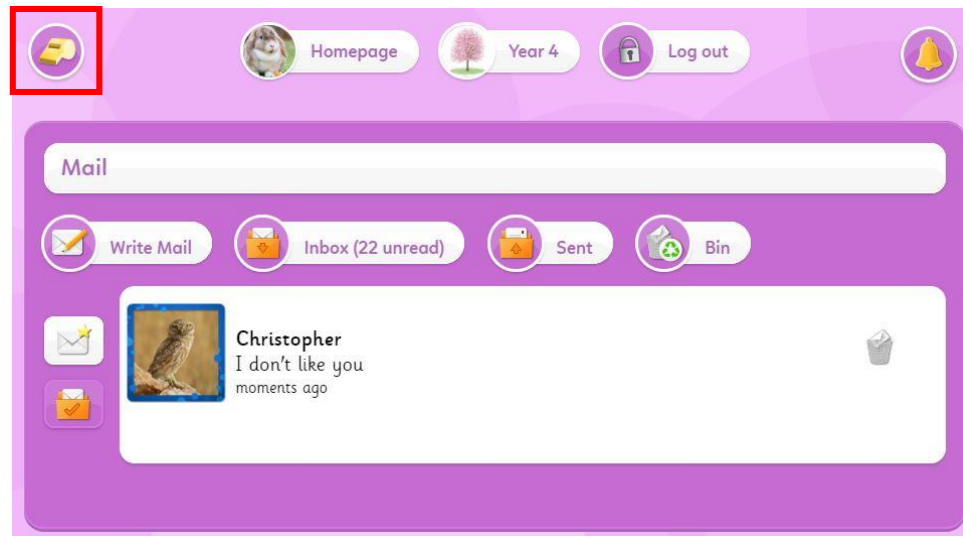 Homepage
Year 4
Log out
Mail
Write Mail
Inbox (22 unread)
Sent
Bin
Christopher
I don't like you
moments ago